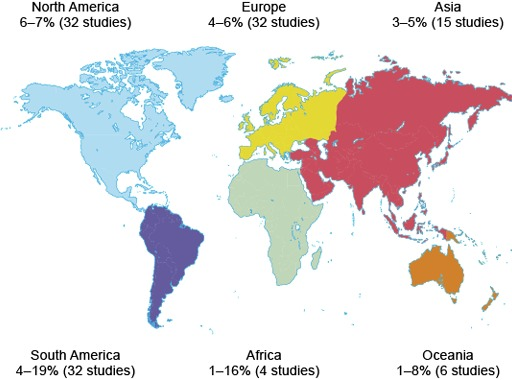 North America
6–7% (32 studies)
Europe
4–6% (32 studies)
Asia
3–5% (15 studies)
South America
4–19% (32 studies)
Africa
1–16% (4 studies)
Oceania
1–8% (6 studies)